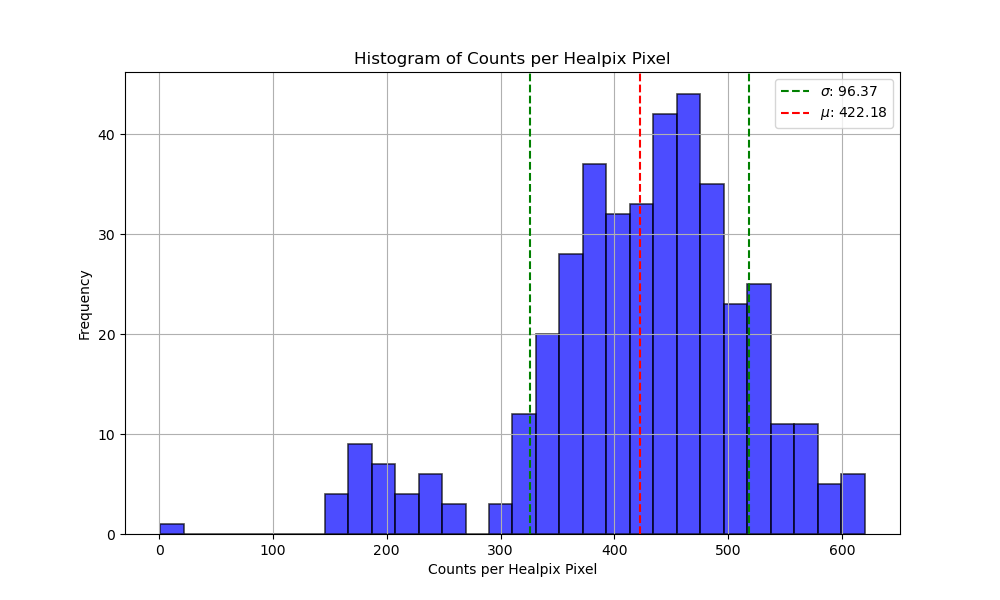 Histogram of Counts per Healpix Pixel
σ: 96.37
μ: 422.18
Frequency
40
30
20
10
0
0 100 200 300 400 500 600
Counts per Healpix Pixel